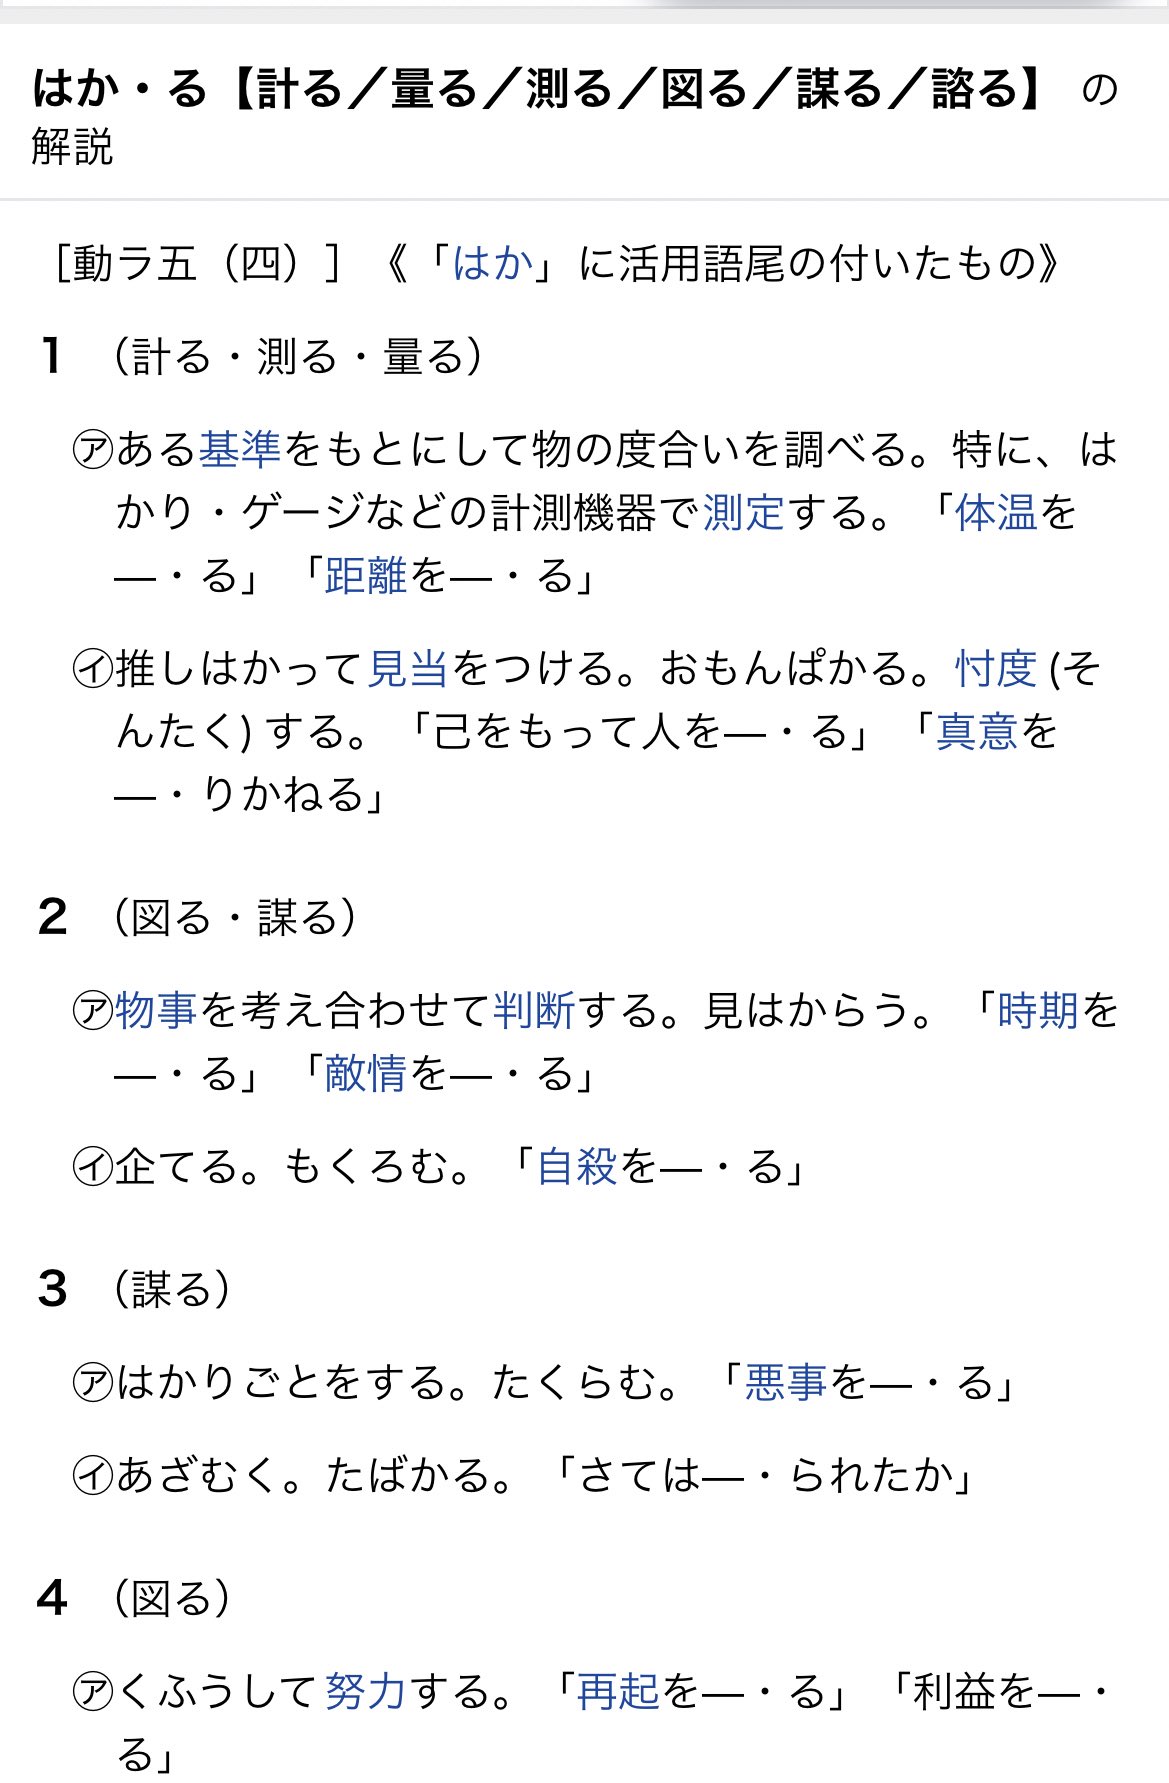 はか・る【計る／量る／測る／図る／謀る／諮る】 の
解説
［動ラ五（四）］《「はか」に活用語尾の付いたもの》
1 （計る・測る・量る）
㋐ある基準をもとにして物の度合いを調べる。特に、は
かり・ゲージなどの計測機器で測定する。「体温を
―・る」「距離を―・る」
㋑推しはかって見当をつける。おもんぱかる。忖度 (そ
んたく) する。「己をもって人を―・る」「真意を
―・りかねる」
2 （図る・謀る）
㋐物事を考え合わせて判断する。見はからう。「時期を
―・る」「敵情を―・る」
㋑企てる。もくろむ。「自殺を―・る」
3 （謀る）
㋐はかりごとをする。たくらむ。「悪事を―・る」
㋑あざむく。たばかる。「さては―・られたか」
4 （図る）
㋐くふうして努力する。「再起を―・る」「利益を―・
る」